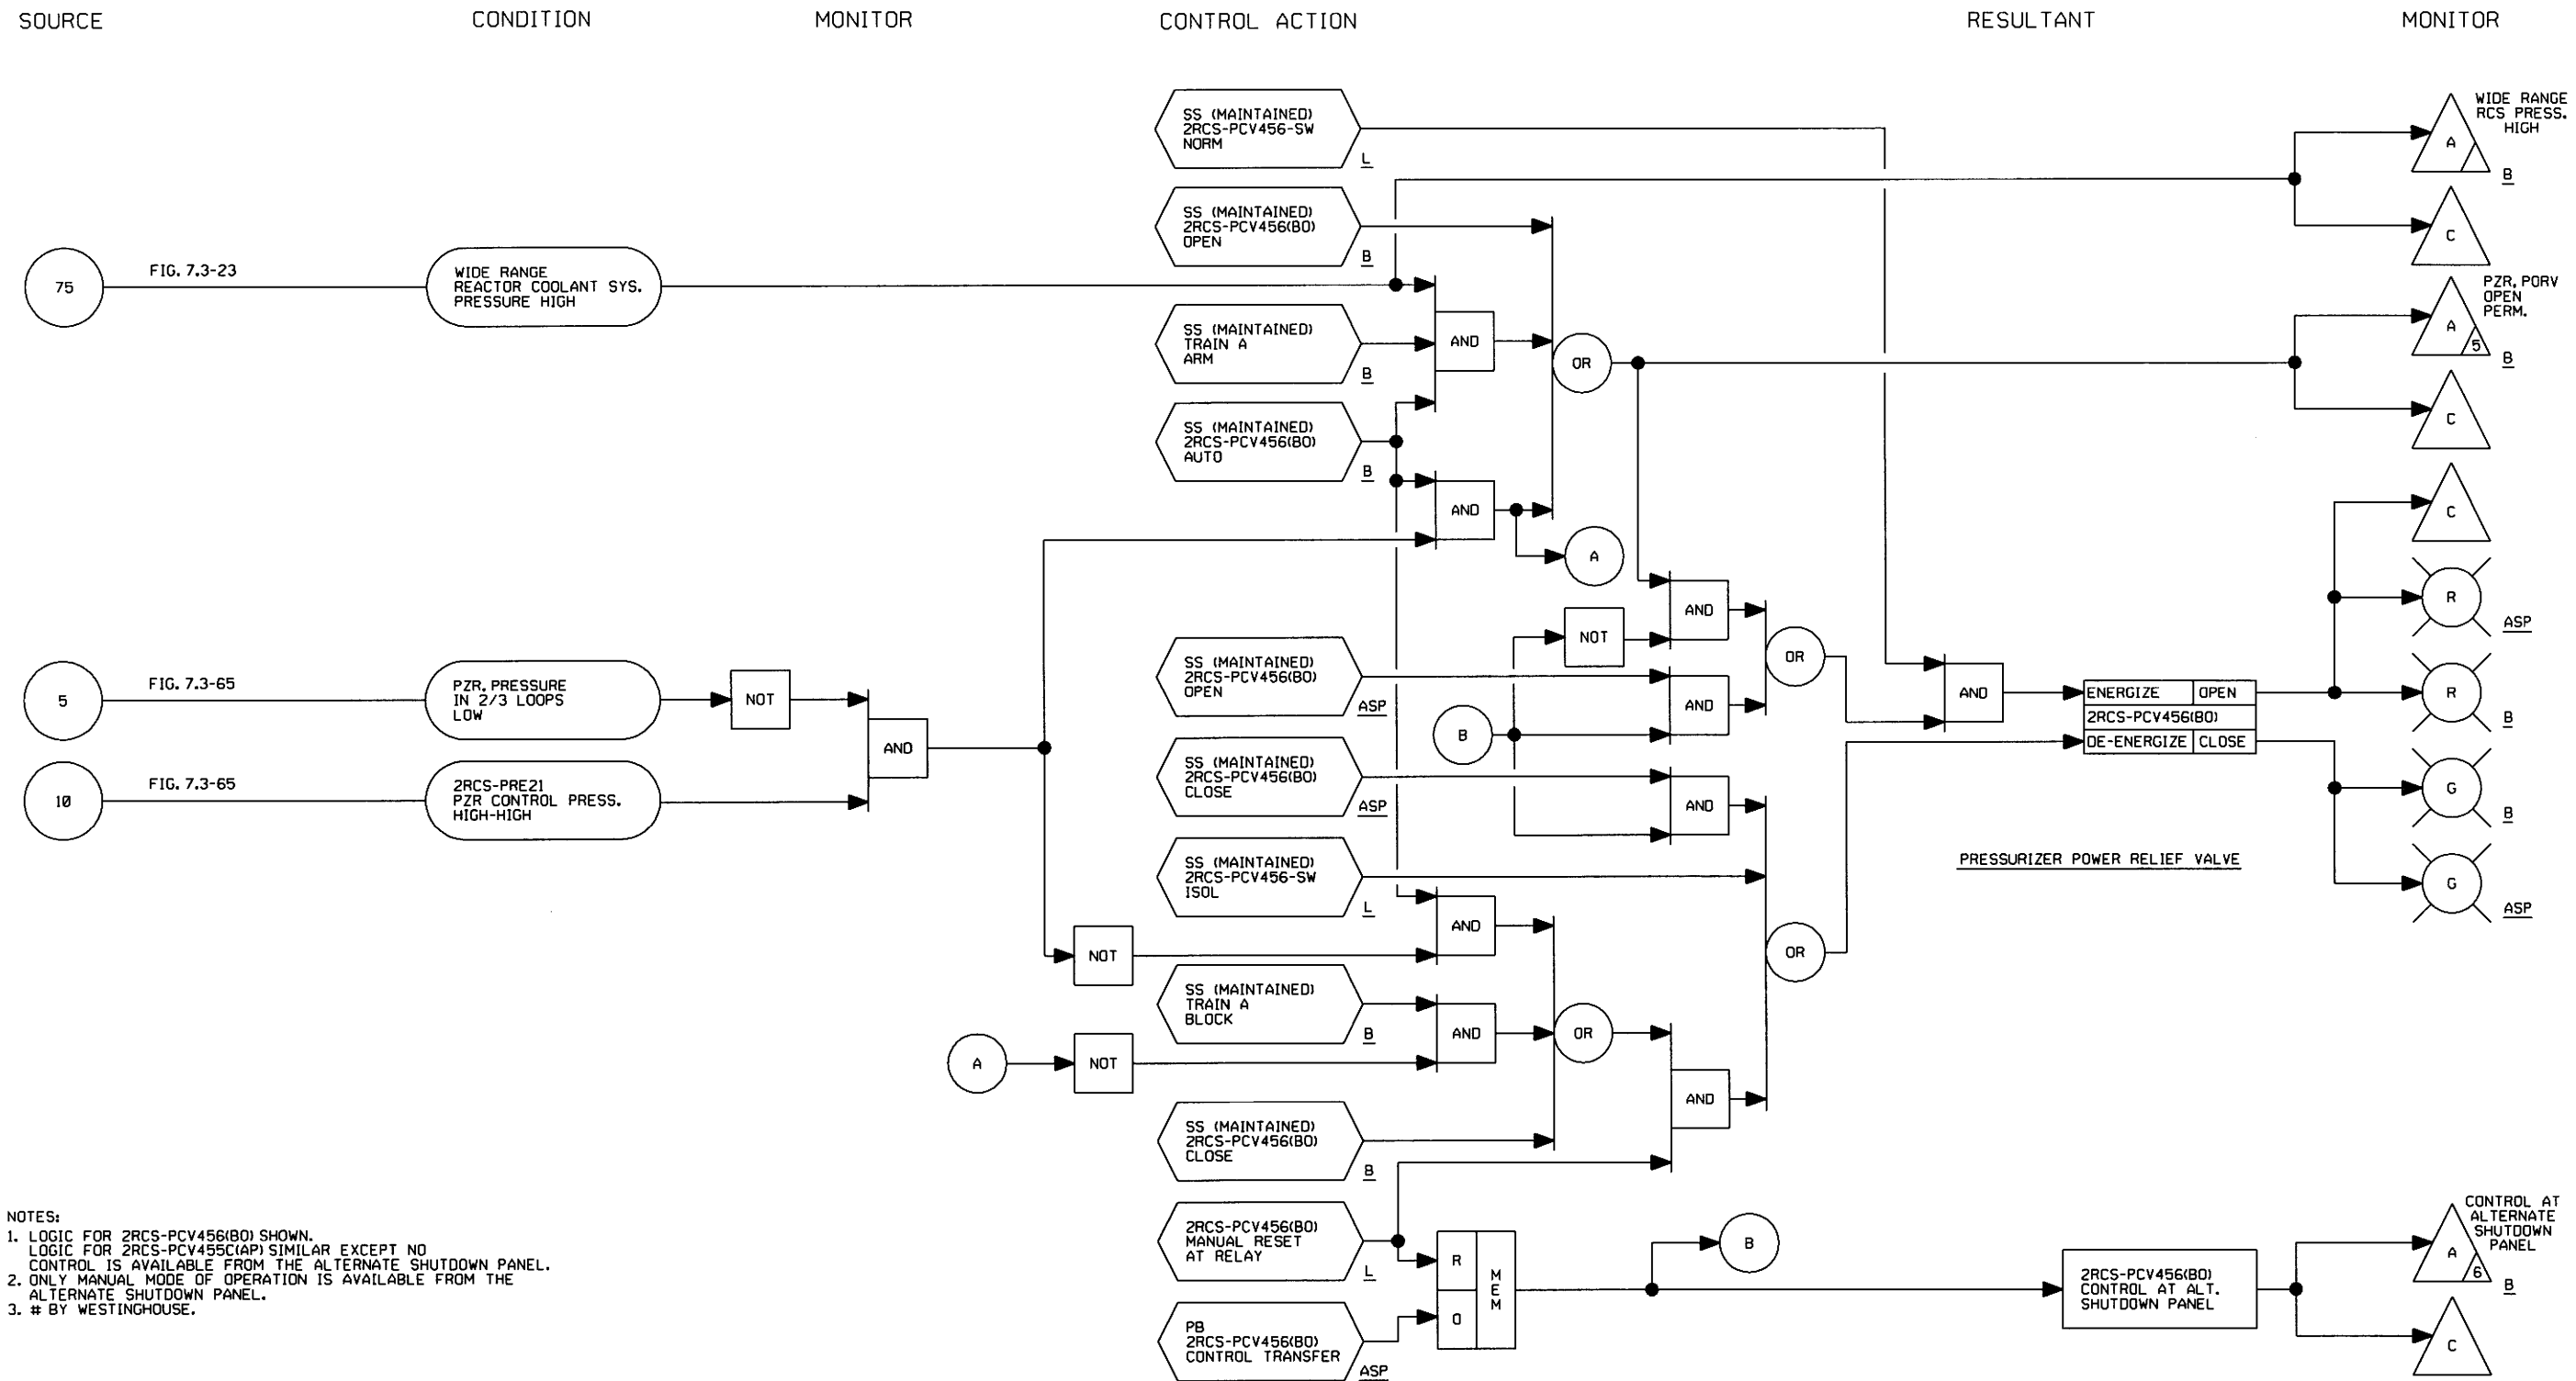 SOURCE
CONDITION
MONITOR
CONTROL ACTION
RESULTANT
MONITOR
SS (MAINTAINED)
2RCS-PCV456-SW
NORM
L
A
WIDE RANGE
RCS PRESS.
HIGH
B
C
SS (MAINTAINED)
2RCS-PCV456(BO)
OPEN
B
75
FIG. 7.3-23
WIDE RANGE
REACTOR COOLANT SYS.
PRESSURE HIGH
SS (MAINTAINED)
TRAIN A
ARM
B
AND
OR
A
5
PZR. PORV
OPEN
PERM.
B
C
SS (MAINTAINED)
2RCS-PCV456(BO)
AUTO
B
AND
A
C
R
ASP
AND
NOT
5
FIG. 7.3-65
PZR. PRESSURE
IN 2/3 LOOPS
LOW
NOT
AND
SS (MAINTAINED)
2RCS-PCV456(BO)
OPEN
ASP
AND
OR
B
AND
ENERGIZE
OPEN
2RCS-PCV456(BO)
DE-ENERGIZE
CLOSE
R
B
10
FIG. 7.3-65
2RCS-PRE21
PZR CONTROL PRESS.
HIGH-HIGH
SS (MAINTAINED)
2RCS-PCV456(BO)
CLOSE
ASP
AND
G
B
PRESSURIZER POWER RELIEF VALVE
G
ASP
SS (MAINTAINED)
2RCS-PCV456-SW
ISOL
L
NOT
AND
OR
SS (MAINTAINED)
TRAIN A
BLOCK
B
A
NOT
AND
OR
AND
SS (MAINTAINED)
2RCS-PCV456(BO)
CLOSE
B
2RCS-PCV456(BO)
MANUAL RESET
AT RELAY
L
R
O
MEM
B
PB
2RCS-PCV456(BO)
CONTROL TRANSFER
ASP
2RCS-PCV456(BO)
CONTROL AT ALT.
SHUTDOWN PANEL
A
6
CONTROL AT
ALTERNATE
SHUTDOWN
PANEL
B
C
NOTES:
1. LOGIC FOR 2RCS-PCV456(BO) SHOWN.
LOGIC FOR 2RCS-PCV455C(AP) SIMILAR EXCEPT NO
CONTROL IS AVAILABLE FROM THE ALTERNATE SHUTDOWN PANEL.
2. ONLY MANUAL MODE OF OPERATION IS AVAILABLE FROM THE
ALTERNATE SHUTDOWN PANEL.
3. # BY WESTINGHOUSE.